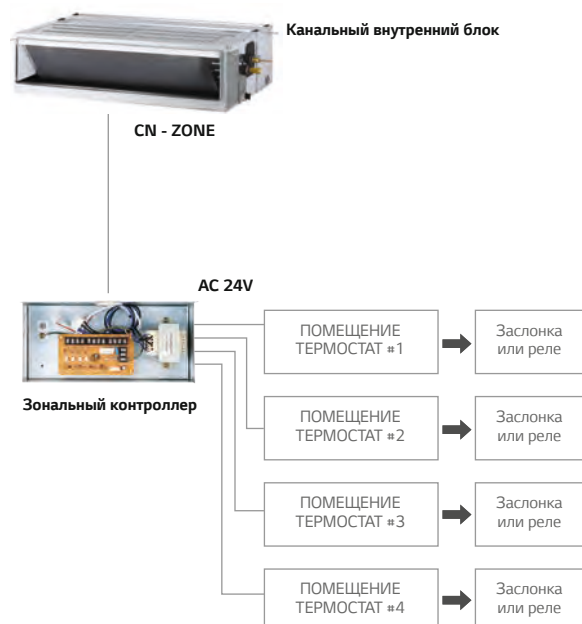 Канальный внутренний блок
CN - ZONE
AC 24V
Зональный контроллер
ПОМЕЩЕНИЕ
ТЕРМОСТАТ #1
Заслонка
или реле
ПОМЕЩЕНИЕ
ТЕРМОСТАТ #2
Заслонка
или реле
ПОМЕЩЕНИЕ
ТЕРМОСТАТ #3
Заслонка
или реле
ПОМЕЩЕНИЕ
ТЕРМОСТАТ #4
Заслонка
или реле